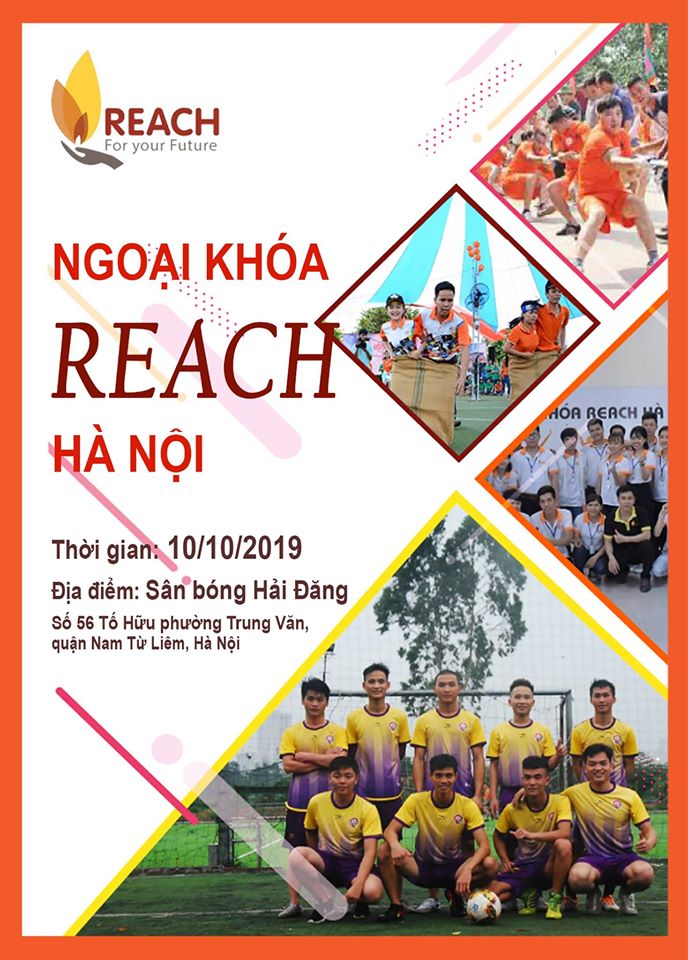 REACH
For your Future
NGOẠI KHÓA
REACH
HÀ NỘI
Thời gian: 10/10/2019
Địa điểm: Sân bóng Hải Đăng
Số 56 Tố Hữu phường Trung Văn,
quận Nam Từ Liêm, Hà Nội
HÓA REACH HÀ